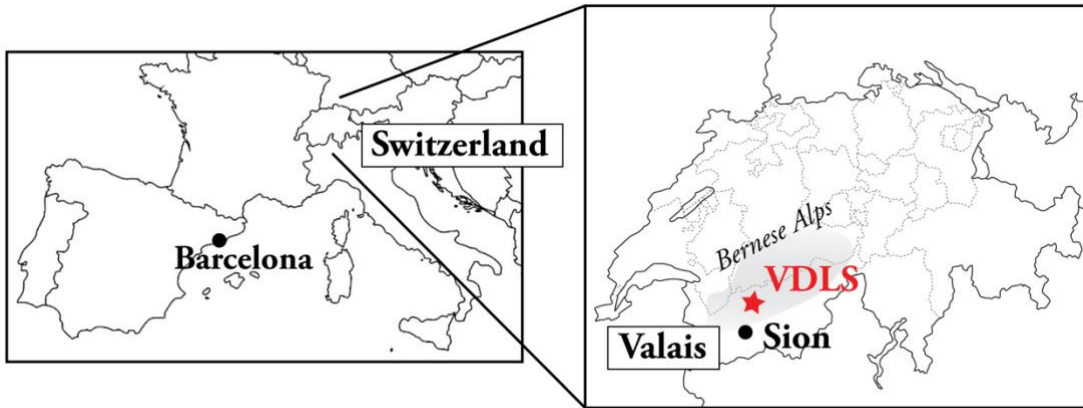 Switzerland
Barcelona
Bernese Alps
VDLS
Sion
Valais